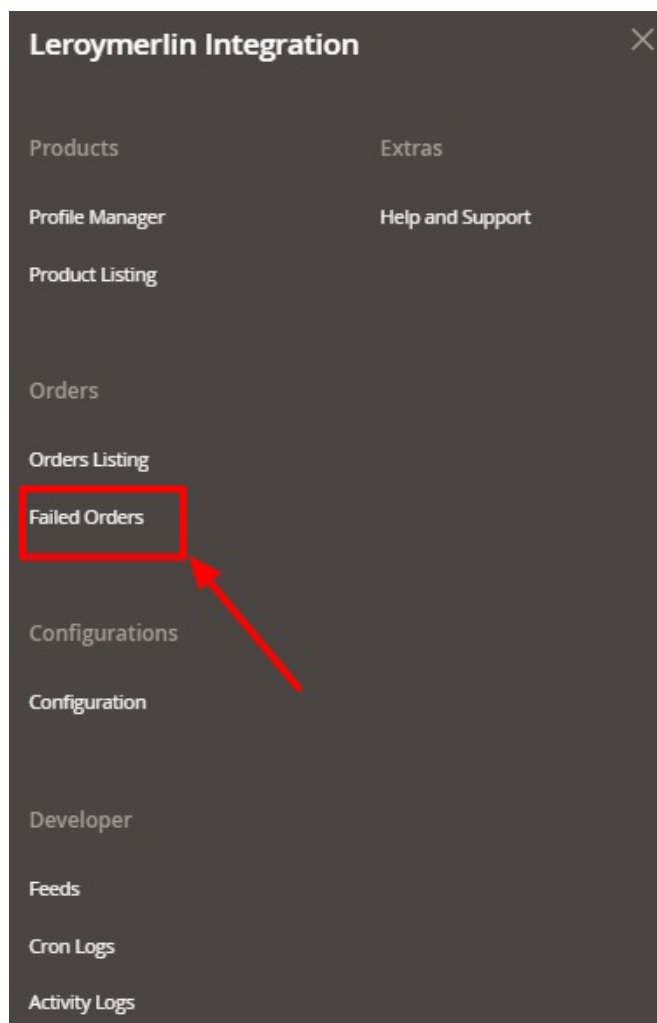 Leroymerlin Integration
Products
Profile Manager
Product Listing
Extras
Help and Support
Orders
Orders Listing
Failed Orders
Configurations
Configuration
Developer
Feeds
Cron Logs
Activity Logs